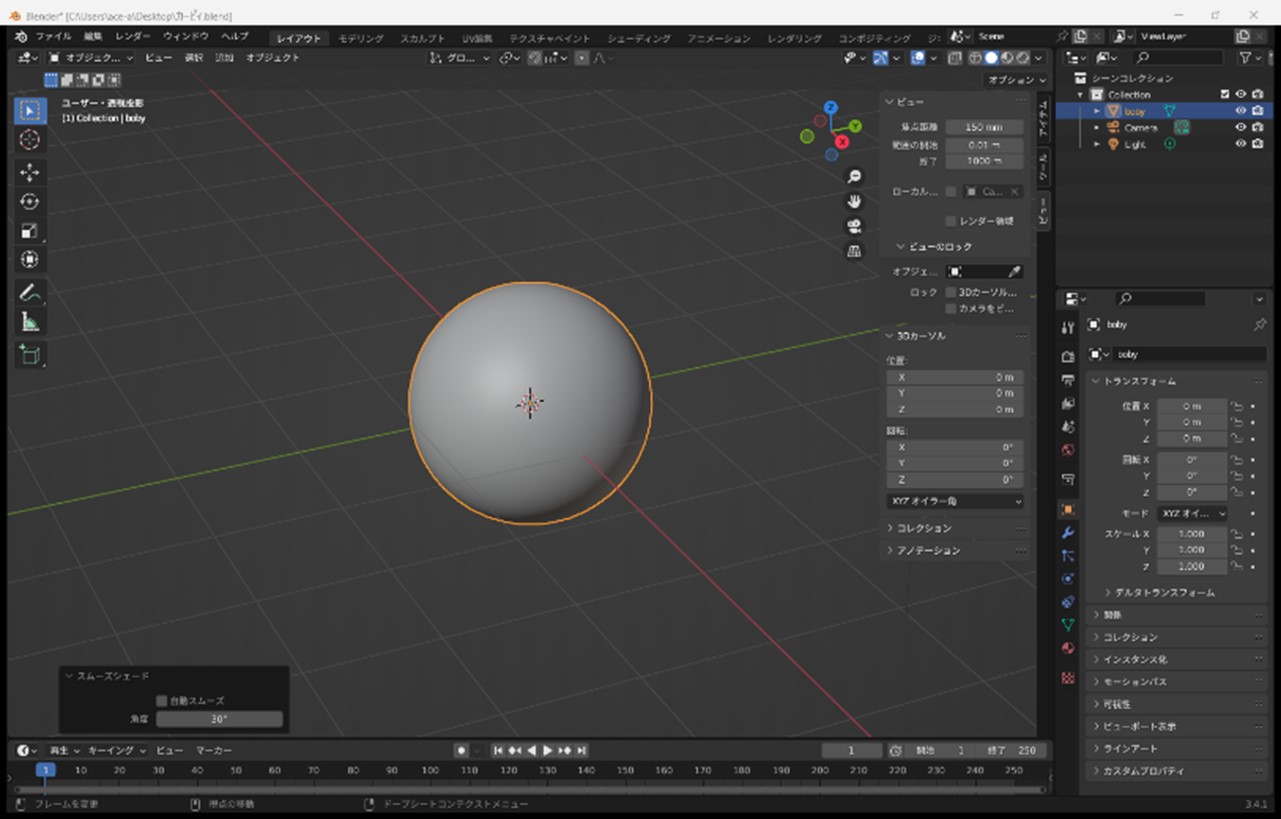 Blender* [C:\Users\ace-a\Desktop\カービィ.blend]
ファイル 編集 レンダー ウィンドウ ヘルプ レイアウト モデリング スカルプト UV編集 テクスチャペイント シェーディング アニメーション レンダリング コンポジティング Scene ViewLayer
オブジェク... ビュー 選択 追加 オブジェクト グロ...
オプション
ユーザー・透視投影
(1) Collection | boby
ビュー
焦点距離 150 mm
範囲の開始 0.01 m
終了 1000 m
ローカル... Ca...
レンダー領域
ビューのロック
オブジェ...
ロック 3Dカーソル...
カメラをビ...
3Dカーソル
位置:
X 0 m
Y 0 m
Z 0 m
回転:
X 0°
Y 0°
Z 0°
XYZ オイラー角
コレクション
アノテーション
アイテム
ツール
ビュー
Z
Y
X
シーンコレクション
Collection
boby
Camera
Light
boby
boby
トランスフォーム
位置 X 0 m
Y 0 m
Z 0 m
回転 X 0°
Y 0°
Z 0°
モード XYZ オイ...
スケール X 1.000
Y 1.000
Z 1.000
デルタトランスフォーム
関係
コレクション
インスタンス化
モーションパス
可視性
ビューポート表示
ラインアート
カスタムプロパティ
スムーズシェード
自動スムーズ
角度 30°
再生 キーイング ビュー マーカー 1 開始 1 終了 250
1 10 20 30 40 50 60 70 80 90 100 110 120 130 140 150 160 170 180 190 200 210 220 230 240 250
フレームを変更 視点の移動 ドープシートコンテクストメニュー 3.4.1